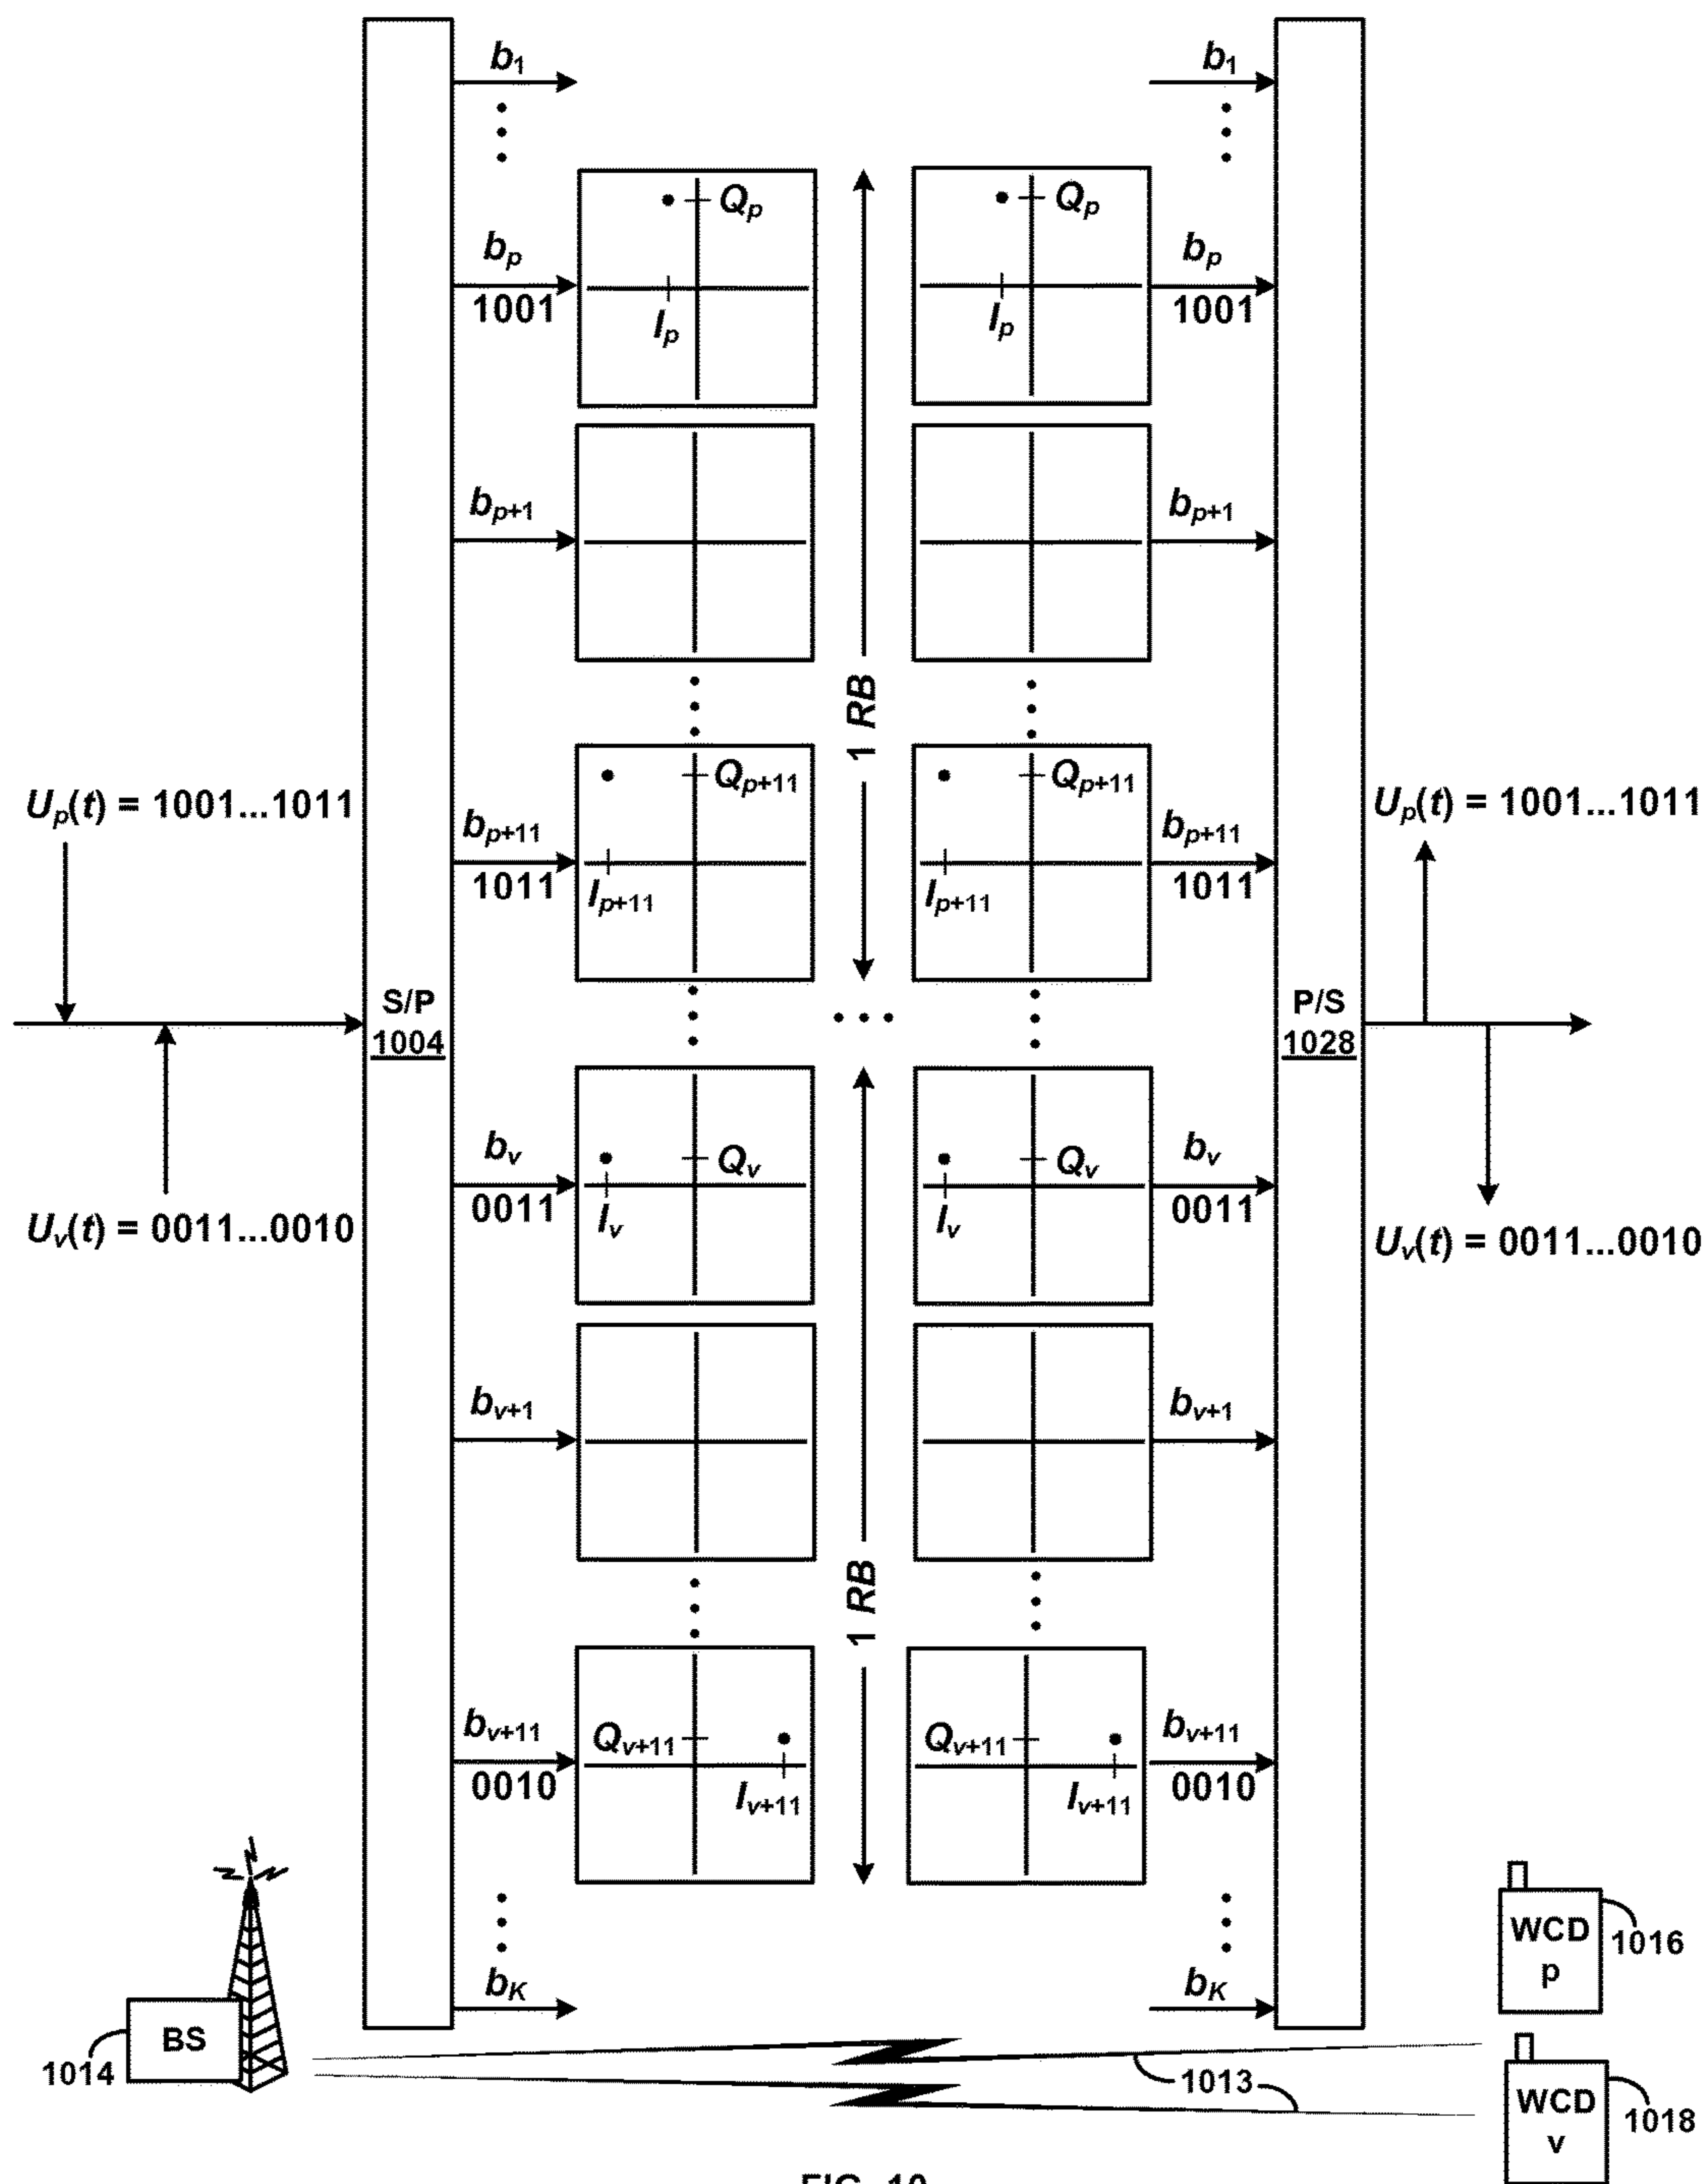 b1
b1
Qp
Qp
bp
1001
Ip
Ip
bp
1001
bp+1
bp+1
1 RB
Up(t) = 1001...1011
Qp+11
Qp+11
Up(t) = 1001...1011
bp+11
1011
Ip+11
Ip+11
bp+11
1011
S/P
1004
P/S
1028
Uv(t) = 0011...0010
bv
0011
Qv
Iv
Qv
Iv
bv
0011
Uv(t) = 0011...0010
bv+1
bv+1
1 RB
bv+11
0010
Qv+11
Iv+11
Qv+11
Iv+11
bv+11
0010
bK
bK
BS
1014
1013
WCD
p
1016
WCD
v
1018
FIG. 10